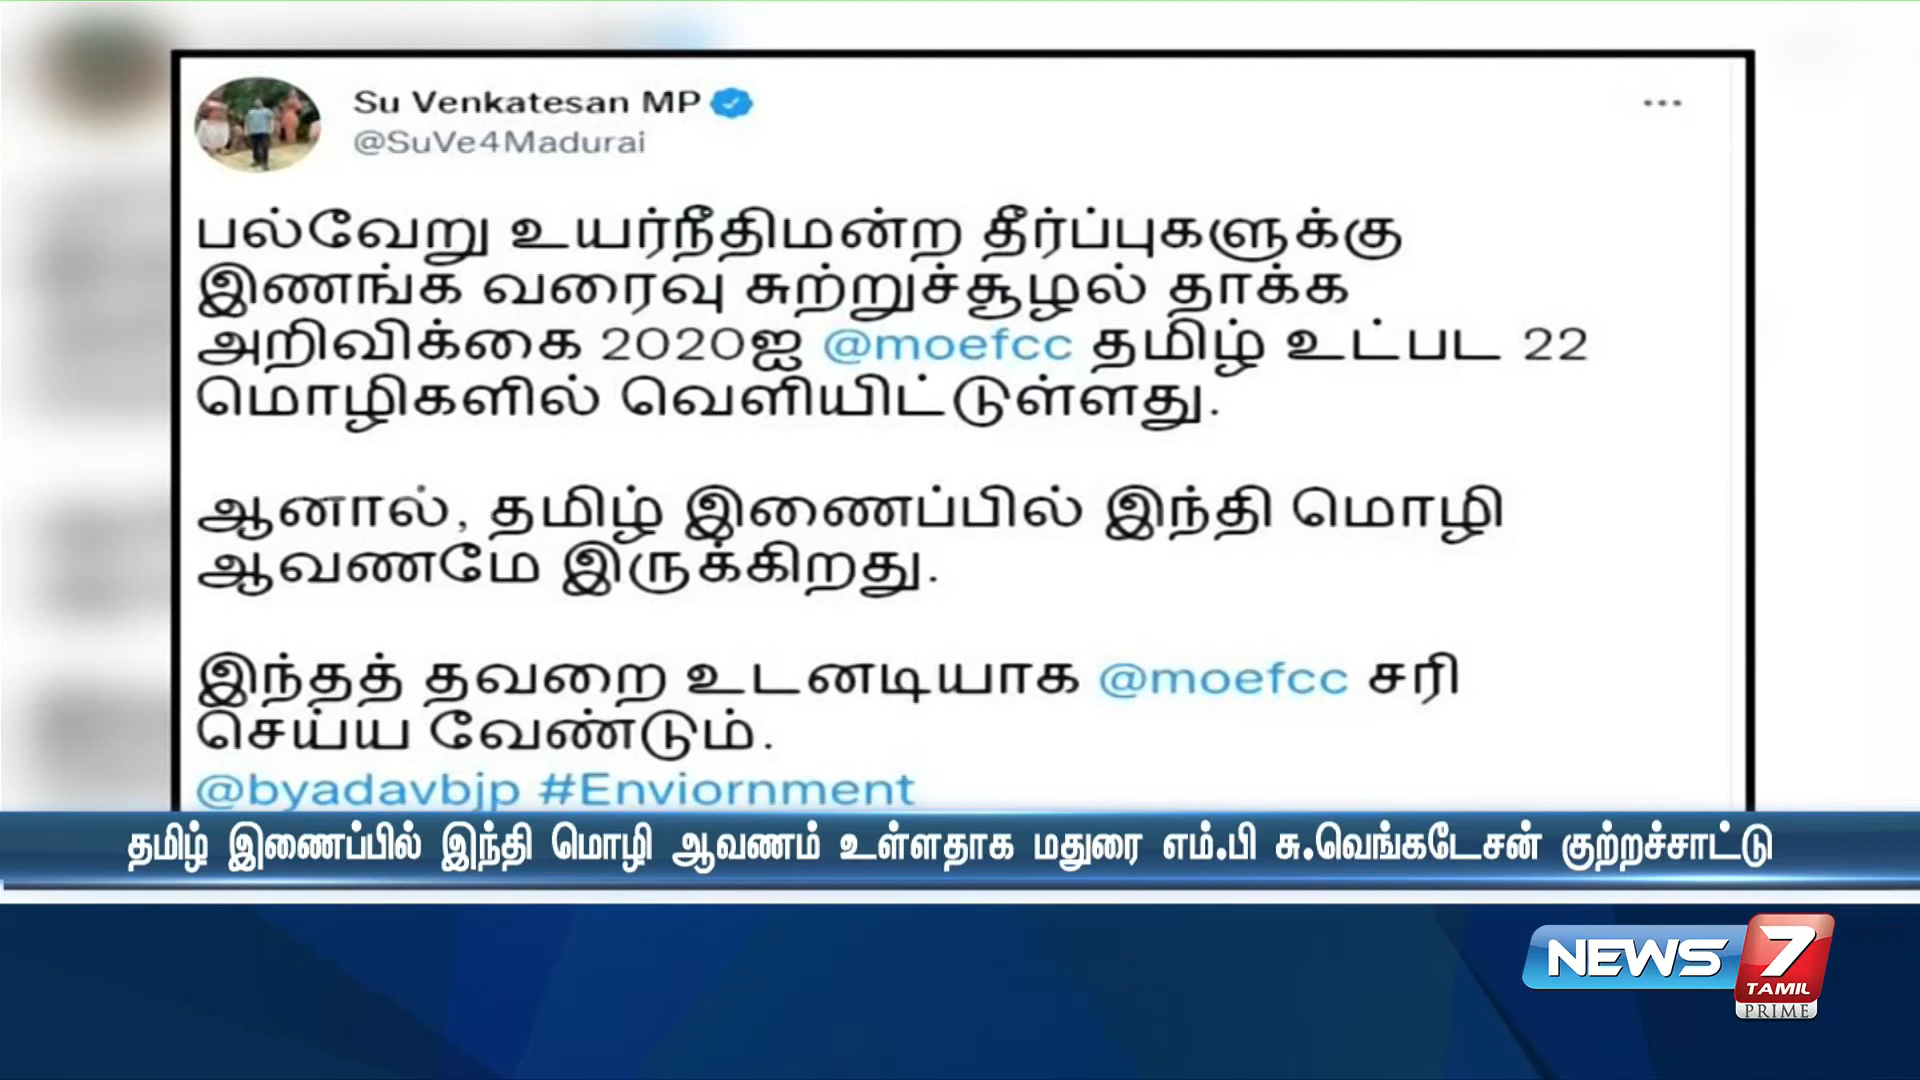 Su Venkatesan MP
@SuVe4Madurai
பல்வேறு உயர்நீதிமன்ற தீர்ப்புகளுக்கு
இணங்க வரைவு சுற்றுச்சூழல் தாக்க
அறிவிக்கை 2020ஐ @moefcc தமிழ் உட்பட 22
மொழிகளில் வெளியிட்டுள்ளது.
ஆனால், தமிழ் இணைப்பில் இந்தி மொழி
ஆவணமே இருக்கிறது.
இந்தத் தவறை உடனடியாக @moefcc சரி
செய்ய வேண்டும்.
@byadavbjp #Enviornment
தமிழ் இணைப்பில் இந்தி மொழி ஆவணம் உள்ளதாக மதுரை எம்.பி சு.வெங்கடேசன் குற்றச்சாட்டு
NEWS 7
TAMIL
PRIME